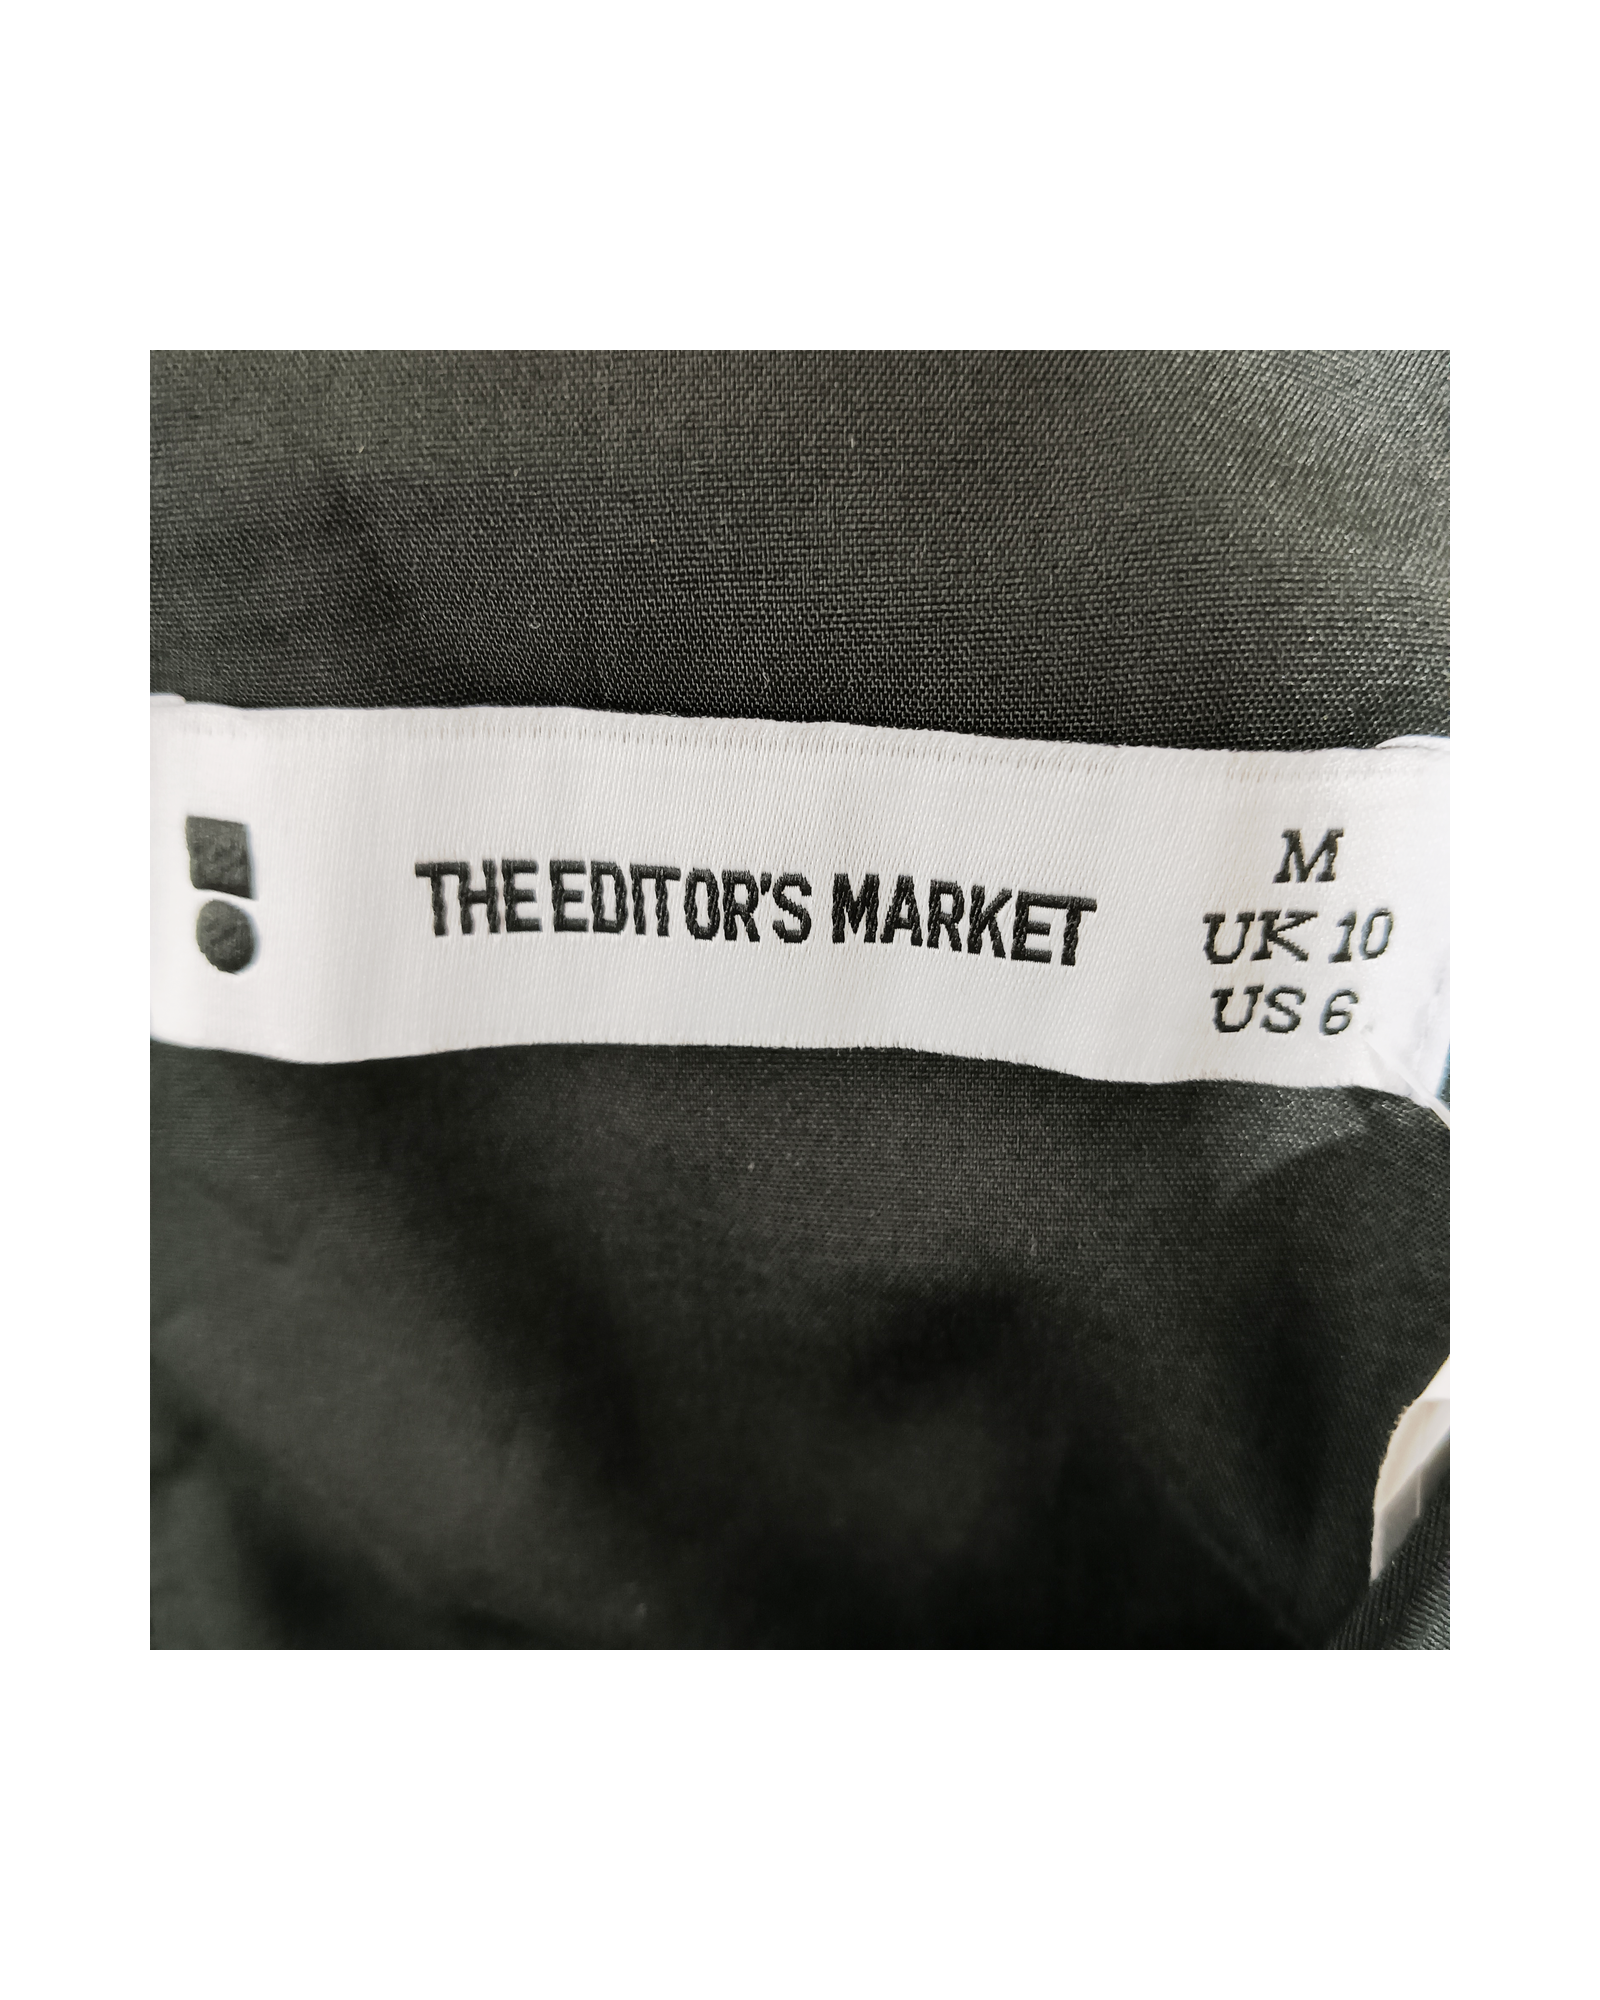 THE EDITOR'S MARKET
M
UK 10
US 6